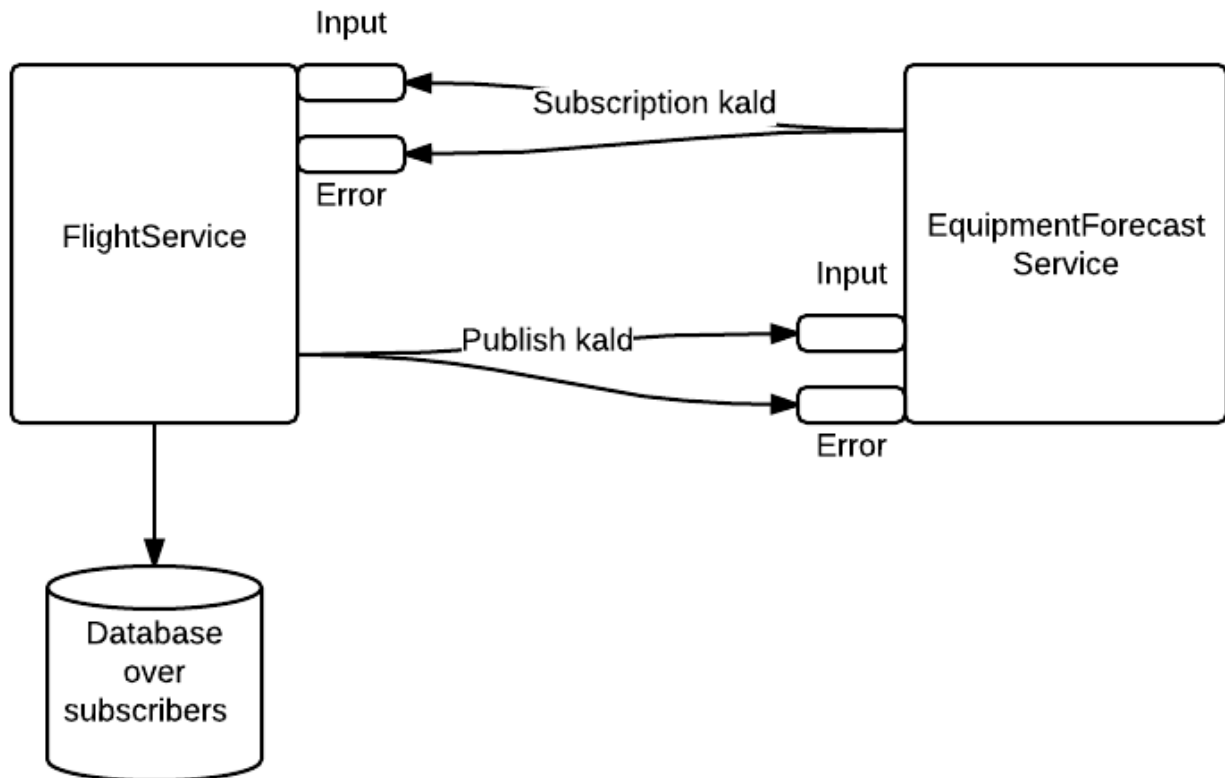 Input
Subscription kald
Error
FlightService
EquipmentForecast
Service
Input
Publish kald
Error
Database
over
subscribers